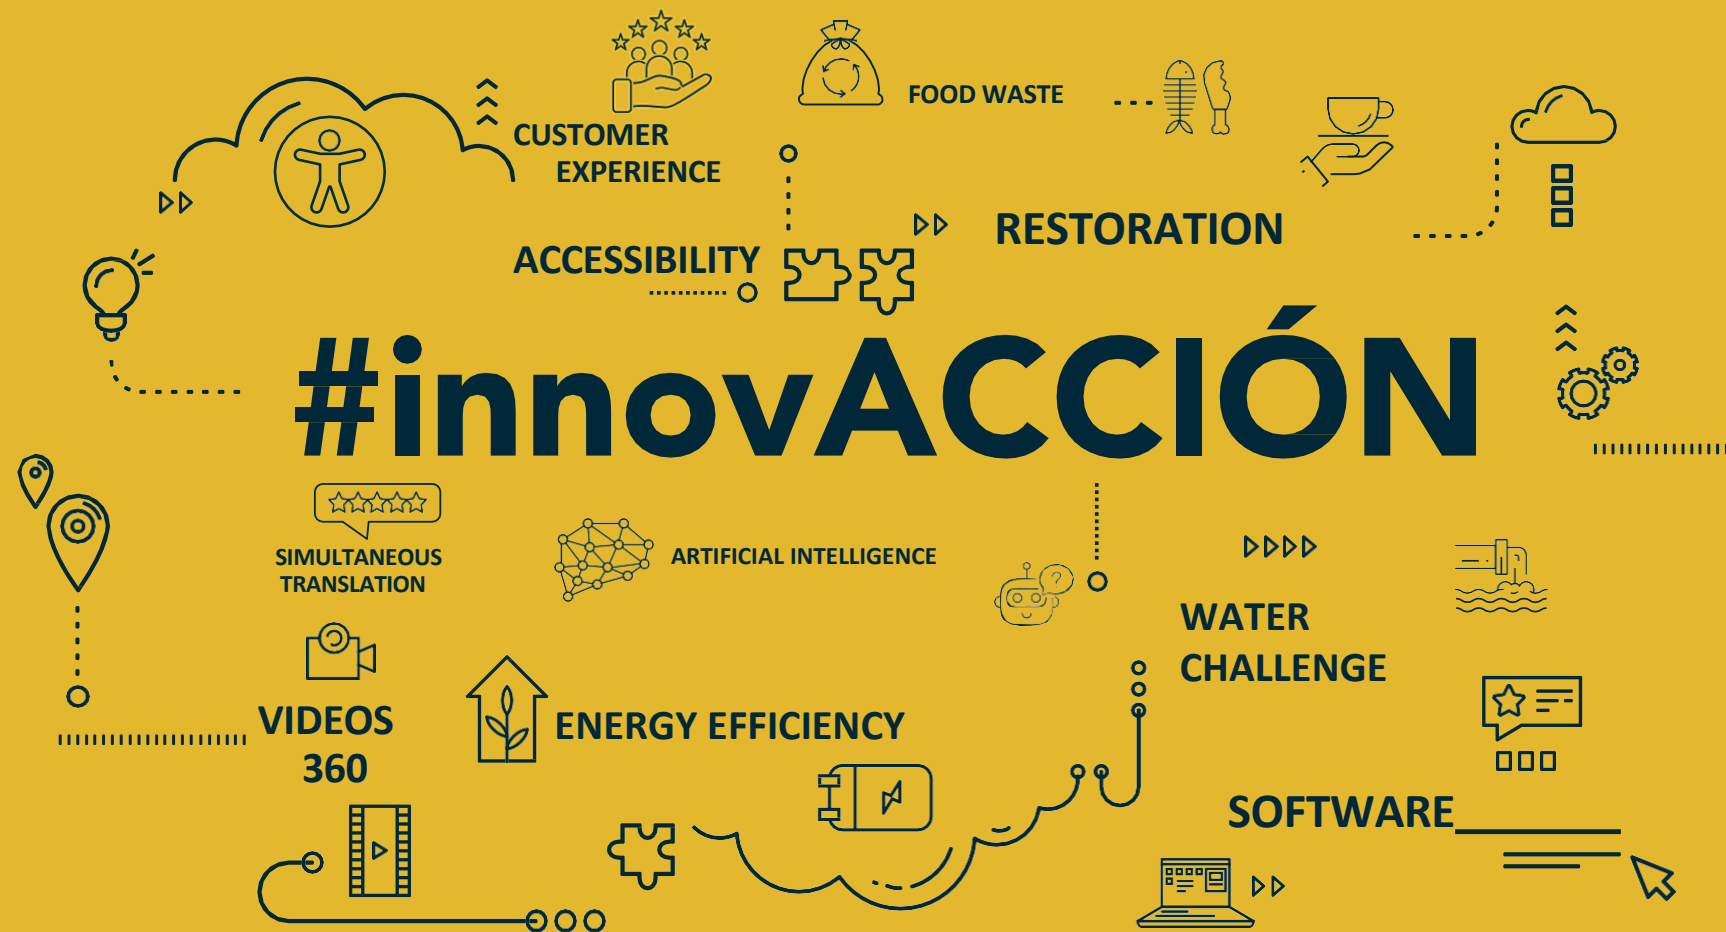 FOOD WASTE
CUSTOMER
EXPERIENCE
RESTORATION
ACCESSIBILITY
#innovACCIÓN
SIMULTANEOUS
TRANSLATION
ARTIFICIAL INTELLIGENCE
?
WATER
CHALLENGE
VIDEOS
360
ENERGY EFFICIENCY
SOFTWARE